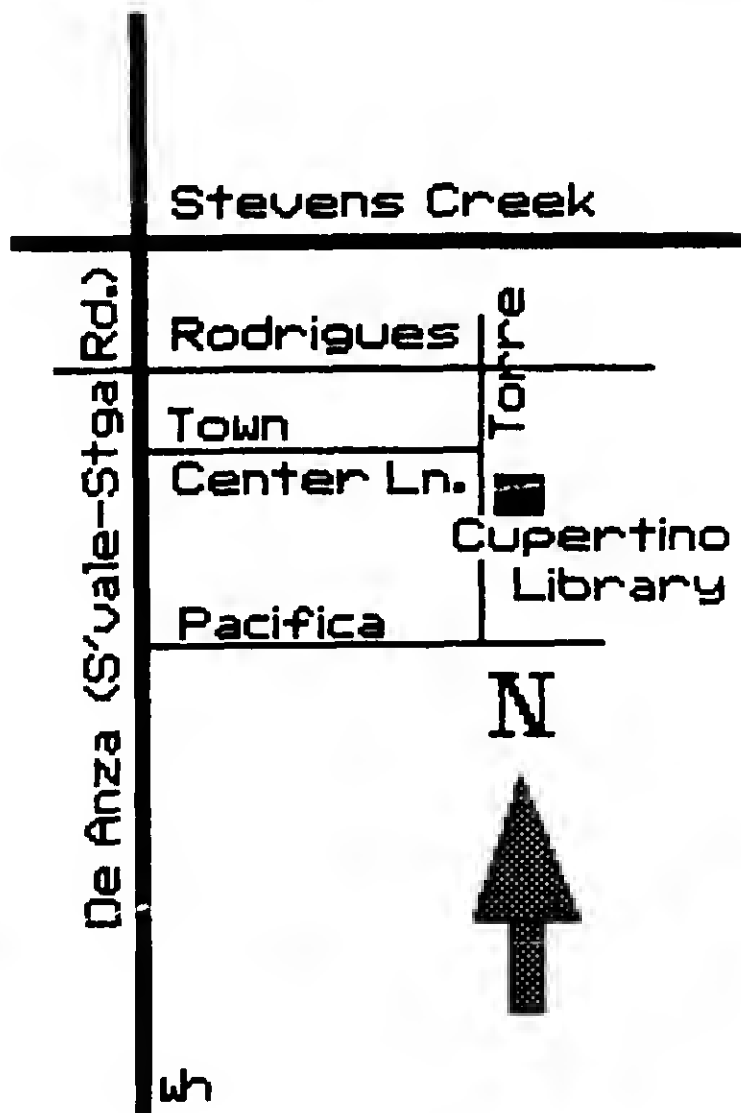 Stevens Creek
De Anza (S'vale-Stga Rd.)
Rodrigues
Torre
Town
Center Ln.
Cupertino
Library
Pacifica
N
wh